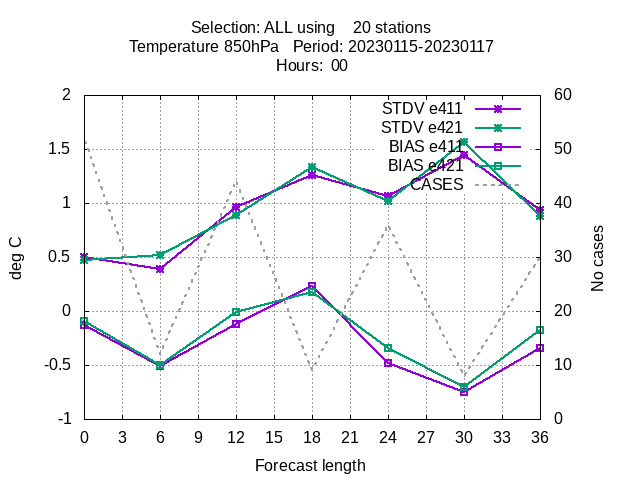 Selection: ALL using    20 stations
Temperature 850hPa   Period: 20230115-20230117
Hours:  00
2
1.5
1
0.5
0
-0.5
-1
deg C
STDV e411
STDV e421
BIAS e411
BIAS e421
CASES
60
50
40
30
20
10
0
No cases
0 3 6 9 12 15 18 21 24 27 30 33 36
Forecast length